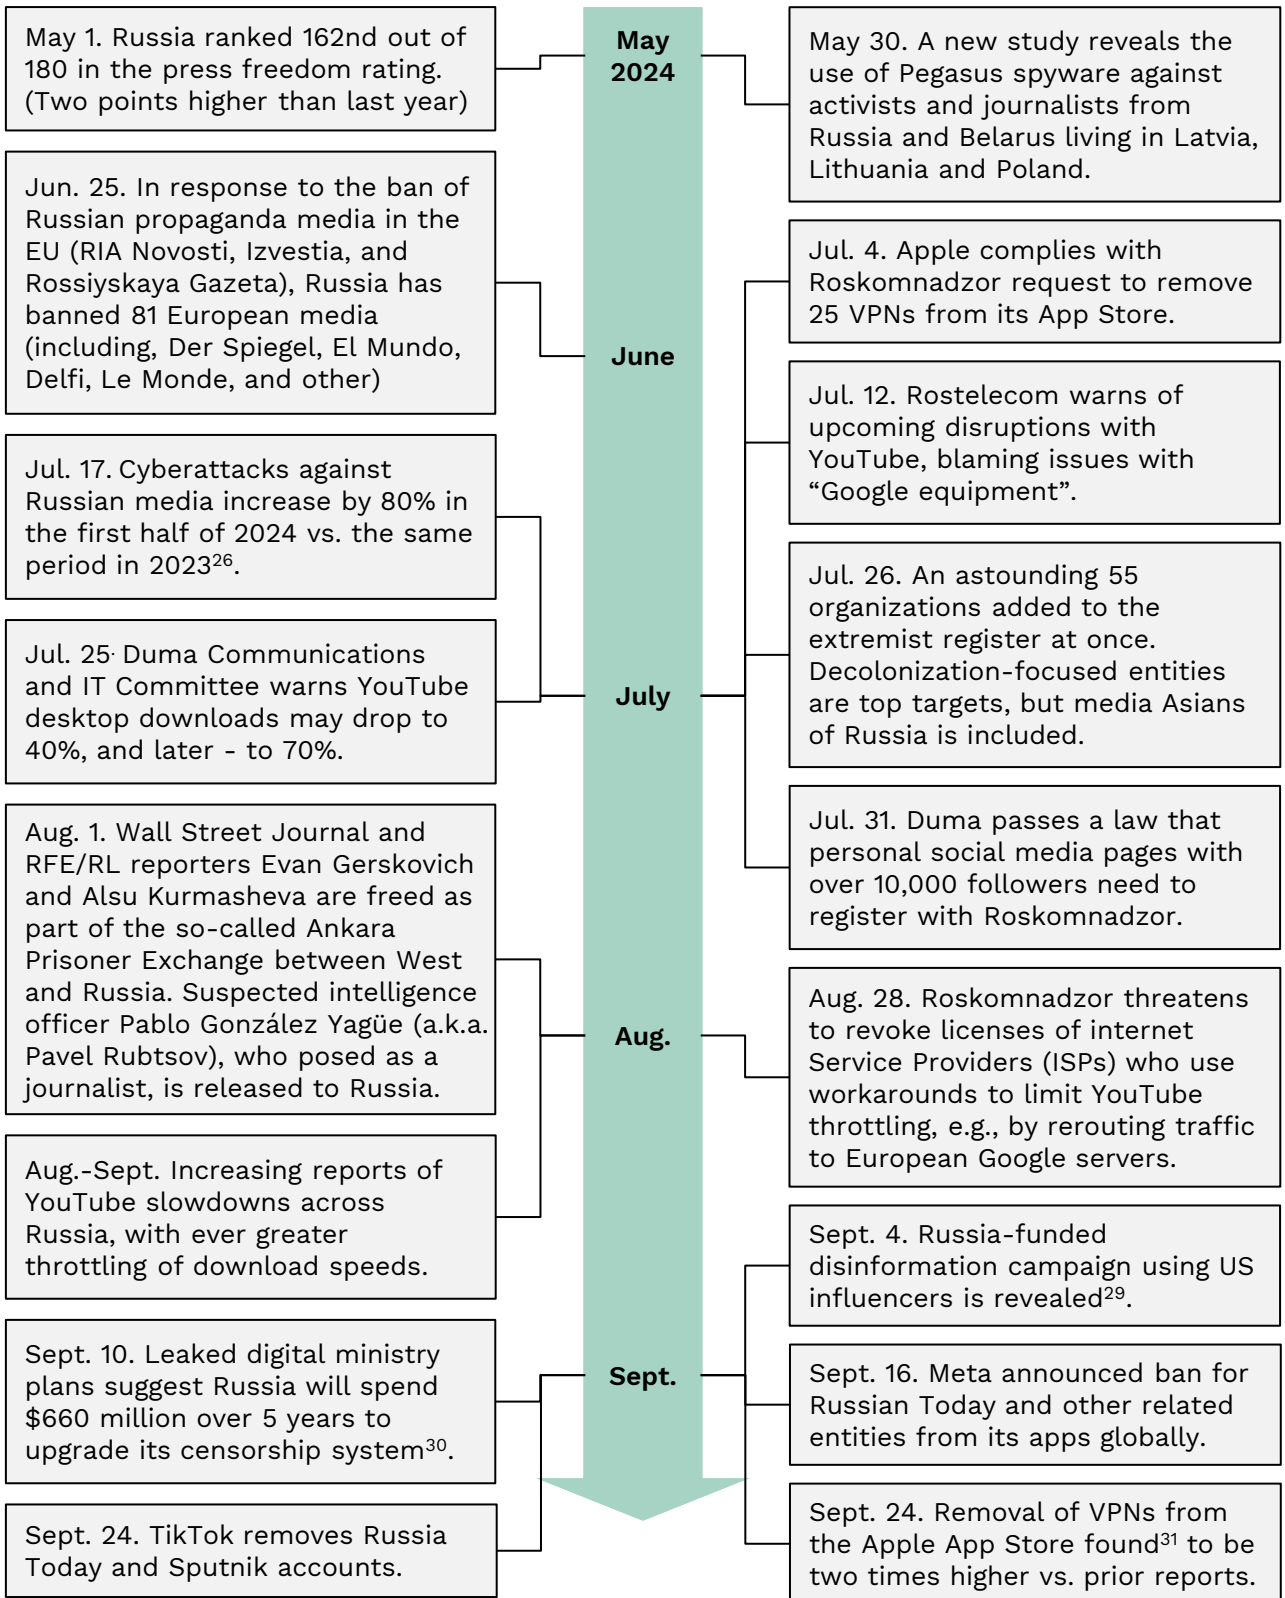 May 1. Russia ranked 162nd out of
180 in the press freedom rating.
(Two points higher than last year)
Jun. 25. In response to the ban of
Russian propaganda media in the
EU (RIA Novosti, Izvestia, and
Rossiyskaya Gazeta), Russia has
banned 81 European media
(including, Der Spiegel, El Mundo,
Delfi, Le Monde, and other)
Jul. 17. Cyberattacks against
Russian media increase by 80% in
the first half of 2024 vs. the same
period in 2023²⁶.
Jul. 25. Duma Communications
and IT Committee warns YouTube
desktop downloads may drop to
40%, and later - to 70%.
Aug. 1. Wall Street Journal and
RFE/RL reporters Evan Gerskovich
and Alsu Kurmasheva are freed as
part of the so-called Ankara
Prisoner Exchange between West
and Russia. Suspected intelligence
officer Pablo González Yagüe (a.k.a.
Pavel Rubtsov), who posed as a
journalist, is released to Russia.
Aug.-Sept. Increasing reports of
YouTube slowdowns across
Russia, with ever greater
throttling of download speeds.
Sept. 10. Leaked digital ministry
plans suggest Russia will spend
$660 million over 5 years to
upgrade its censorship system³⁰.
Sept. 24. TikTok removes Russia
Today and Sputnik accounts.
May
2024
June
July
Aug.
Sept.
May 30. A new study reveals the
use of Pegasus spyware against
activists and journalists from
Russia and Belarus living in Latvia,
Lithuania and Poland.
Jul. 4. Apple complies with
Roskomnadzor request to remove
25 VPNs from its App Store.
Jul. 12. Rostelecom warns of
upcoming disruptions with
YouTube, blaming issues with
“Google equipment”.
Jul. 26. An astounding 55
organizations added to the
extremist register at once.
Decolonization-focused entities
are top targets, but media Asians
of Russia is included.
Jul. 31. Duma passes a law that
personal social media pages with
over 10,000 followers need to
register with Roskomnadzor.
Aug. 28. Roskomnadzor threatens
to revoke licenses of internet
Service Providers (ISPs) who use
workarounds to limit YouTube
throttling, e.g., by rerouting traffic
to European Google servers.
Sept. 4. Russia-funded
disinformation campaign using US
influencers is revealed²⁹.
Sept. 16. Meta announced ban for
Russian Today and other related
entities from its apps globally.
Sept. 24. Removal of VPNs from
the Apple App Store found³¹ to be
two times higher vs. prior reports.